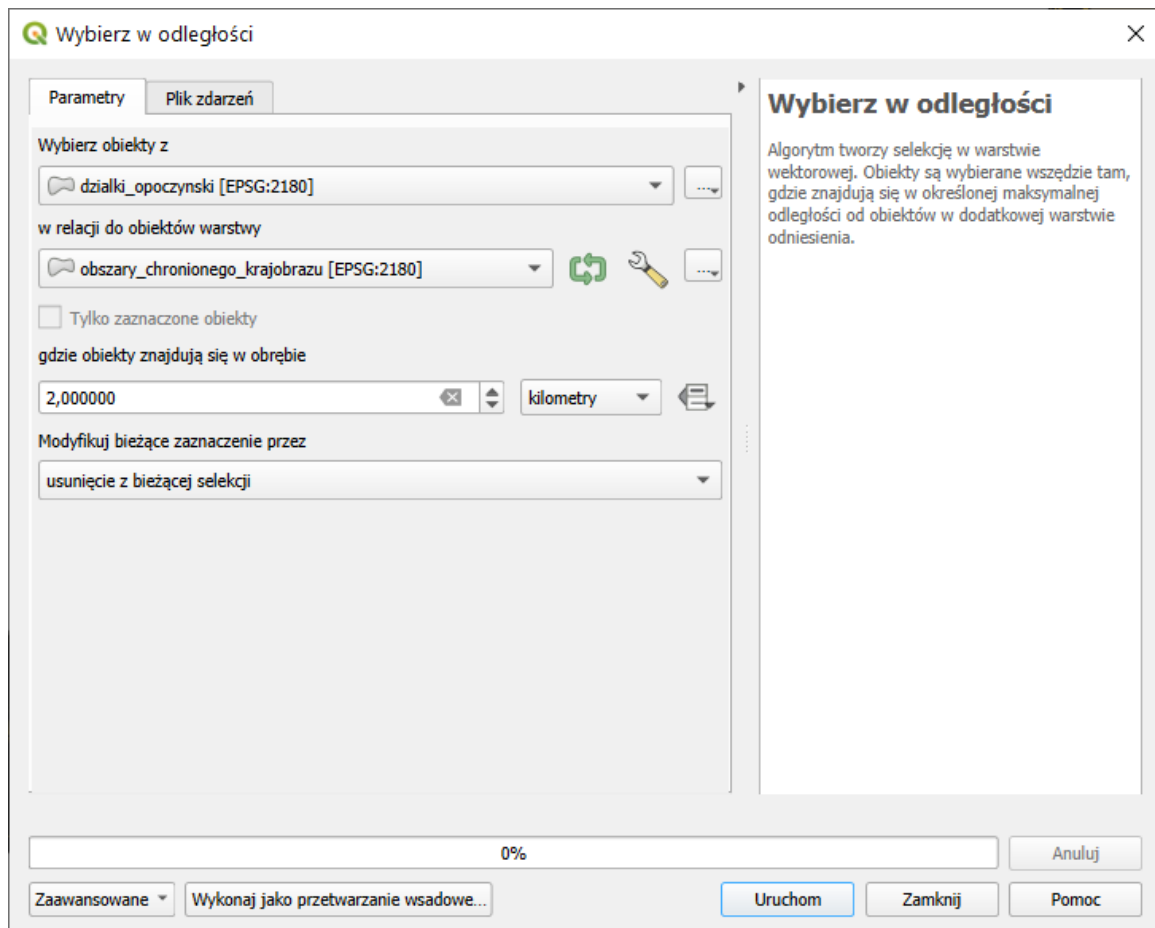 Wybierz w odległości
Parametry
Plik zdarzeń
Wybierz obiekty z
dzialki_opoczynski [EPSG:2180]
...
w relacji do obiektów warstwy
obszary_chronionego_krajobrazu [EPSG:2180]
...
Tylko zaznaczone obiekty
gdzie obiekty znajdują się w obrębie
2,000000
kilometry
Modyfikuj bieżące zaznaczenie przez
usunięcie z bieżącej selekcji
Wybierz w odległości
Algorytm tworzy selekcję w warstwie
wektorowej. Obiekty są wybierane wszędzie tam,
gdzie znajdują się w określonej maksymalnej
odległości od obiektów w dodatkowej warstwie
odniesienia.
0%
Anuluj
Zaawansowane
Wykonaj jako przetwarzanie wsadowe...
Uruchom
Zamknij
Pomoc